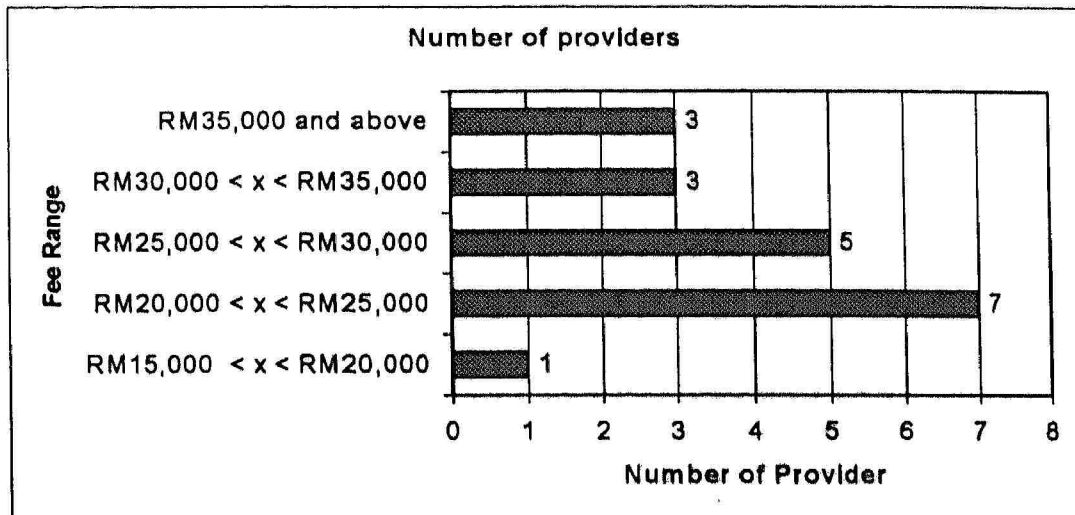 Number of providers
RM35,000 and above 3
RM30,000 < x < RM35,000 3
RM25,000 < x < RM30,000 5
RM20,000 < x < RM25,000 7
RM15,000 < x < RM20,000 1
Fee Range
0 1 2 3 4 5 6 7 8
Number of Provider